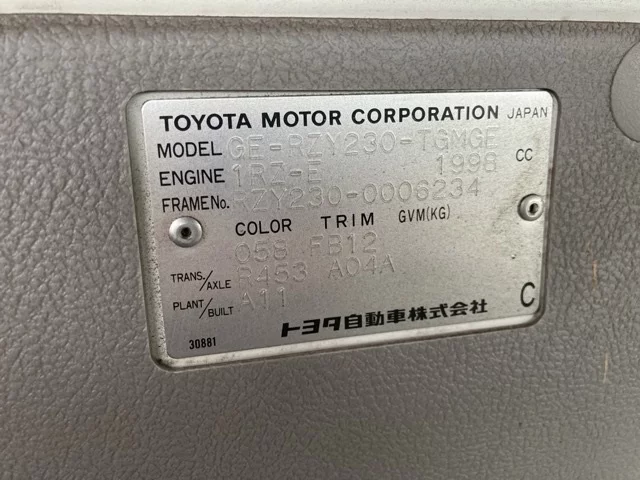 TOYOTA MOTOR CORPORATION JAPAN
MODEL GE-RZY230-TGMGE
ENGINE 1RZ-E 1998 CC
FRAME No. RZY230-0006234
COLOR TRIM GVM(KG)
058 FB12
TRANS./AXLE R453 A04A
PLANT/BUILT A11
トヨタ自動車株式会社 C
30881